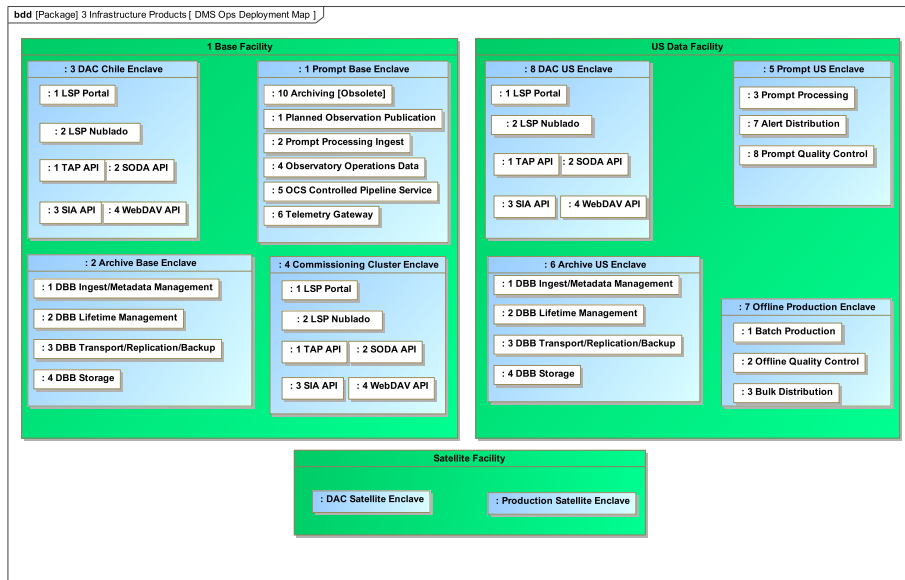 bdd [Package] 3 Infrastructure Products [ DMS Ops Deployment Map ]
1 Base Facility
: 3 DAC Chile Enclave
: 1 LSP Portal
: 2 LSP Nublado
: 1 TAP API
: 2 SODA API
: 3 SIA API
: 4 WebDAV API
: 1 Prompt Base Enclave
: 10 Archiving [Obsolete]
: 1 Planned Observation Publication
: 2 Prompt Processing Ingest
: 4 Observatory Operations Data
: 5 OCS Controlled Pipeline Service
: 6 Telemetry Gateway
: 2 Archive Base Enclave
: 1 DBB Ingest/Metadata Management
: 2 DBB Lifetime Management
: 3 DBB Transport/Replication/Backup
: 4 DBB Storage
: 4 Commissioning Cluster Enclave
: 1 LSP Portal
: 2 LSP Nublado
: 1 TAP API
: 2 SODA API
: 3 SIA API
: 4 WebDAV API
US Data Facility
: 8 DAC US Enclave
: 1 LSP Portal
: 2 LSP Nublado
: 1 TAP API
: 2 SODA API
: 3 SIA API
: 4 WebDAV API
: 5 Prompt US Enclave
: 3 Prompt Processing
: 7 Alert Distribution
: 8 Prompt Quality Control
: 6 Archive US Enclave
: 1 DBB Ingest/Metadata Management
: 2 DBB Lifetime Management
: 3 DBB Transport/Replication/Backup
: 4 DBB Storage
: 7 Offline Production Enclave
: 1 Batch Production
: 2 Offline Quality Control
: 3 Bulk Distribution
Satellite Facility
: DAC Satellite Enclave
: Production Satellite Enclave